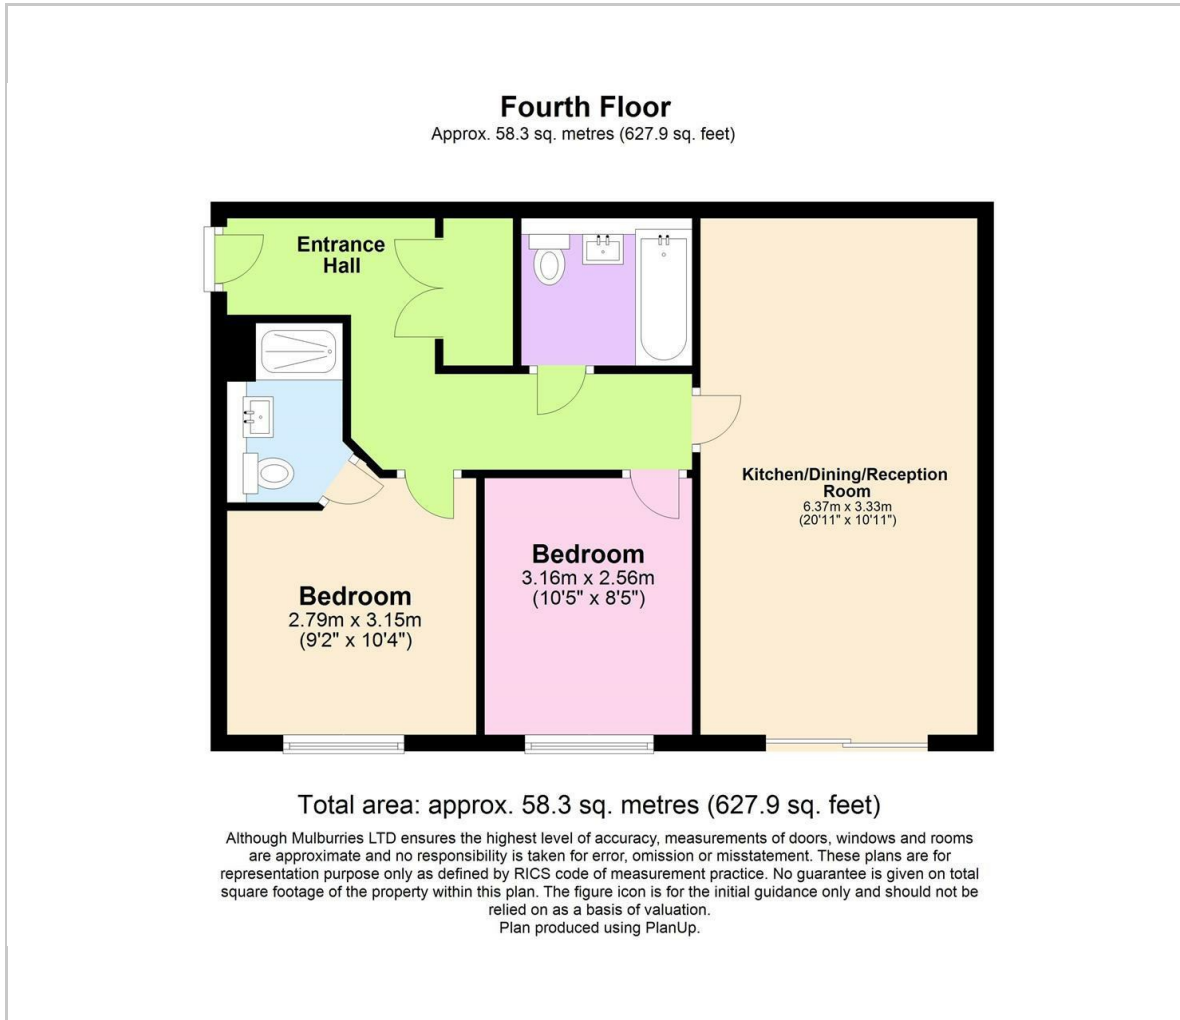 Fourth Floor
Approx. 58.3 sq. metres (627.9 sq. feet)
Entrance
Hall
Kitchen/Dining/Reception
Room
6.37m x 3.33m
(20'11" x 10'11")
Bedroom
3.16m x 2.56m
(10'5" x 8'5")
Bedroom
2.79m x 3.15m
(9'2" x 10'4")
Total area: approx. 58.3 sq. metres (627.9 sq. feet)
Although Mulburries LTD ensures the highest level of accuracy, measurements of doors, windows and rooms
are approximate and no responsibility is taken for error, omission or misstatement. These plans are for
representation purpose only as defined by RICS code of measurement practice. No guarantee is given on total
square footage of the property within this plan. The figure icon is for the initial guidance only and should not be
relied on as a basis of valuation.
Plan produced using PlanUp.